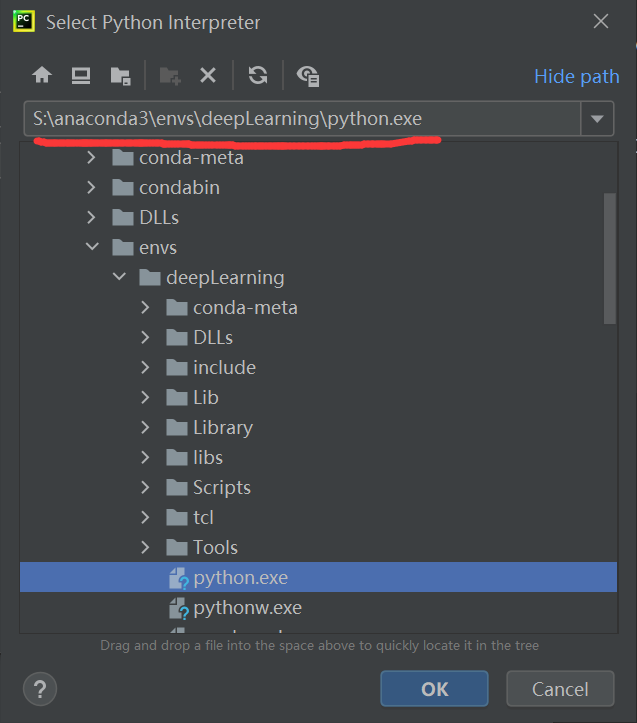 PC
Select Python Interpreter
Hide path
S:\anaconda3\envs\deepLearning\python.exe
conda-meta
condabin
DLLs
envs
deepLearning
conda-meta
DLLs
include
Lib
Library
libs
Scripts
tcl
Tools
python.exe
pythonw.exe
Drag and drop a file into the space above to quickly locate it in the tree
?
OK
Cancel